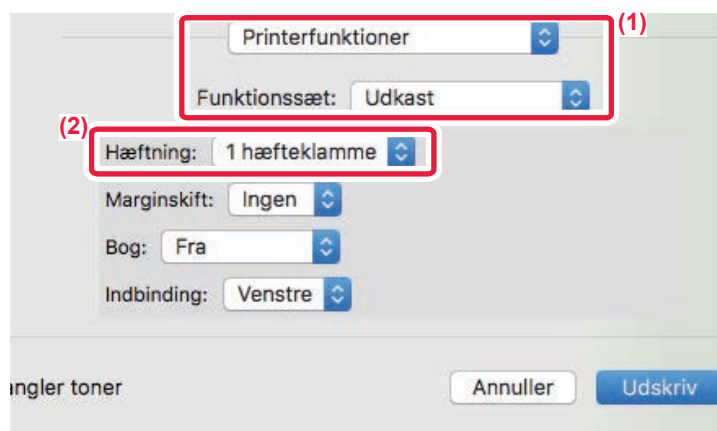 (1)
Printerfunktioner
Funktionssæt: Udkast
(2)
Hæftning: 1 hæfteklamme
Marginskift: Ingen
Bog: Fra
Indbinding: Venstre
angler toner Annuller Udskriv